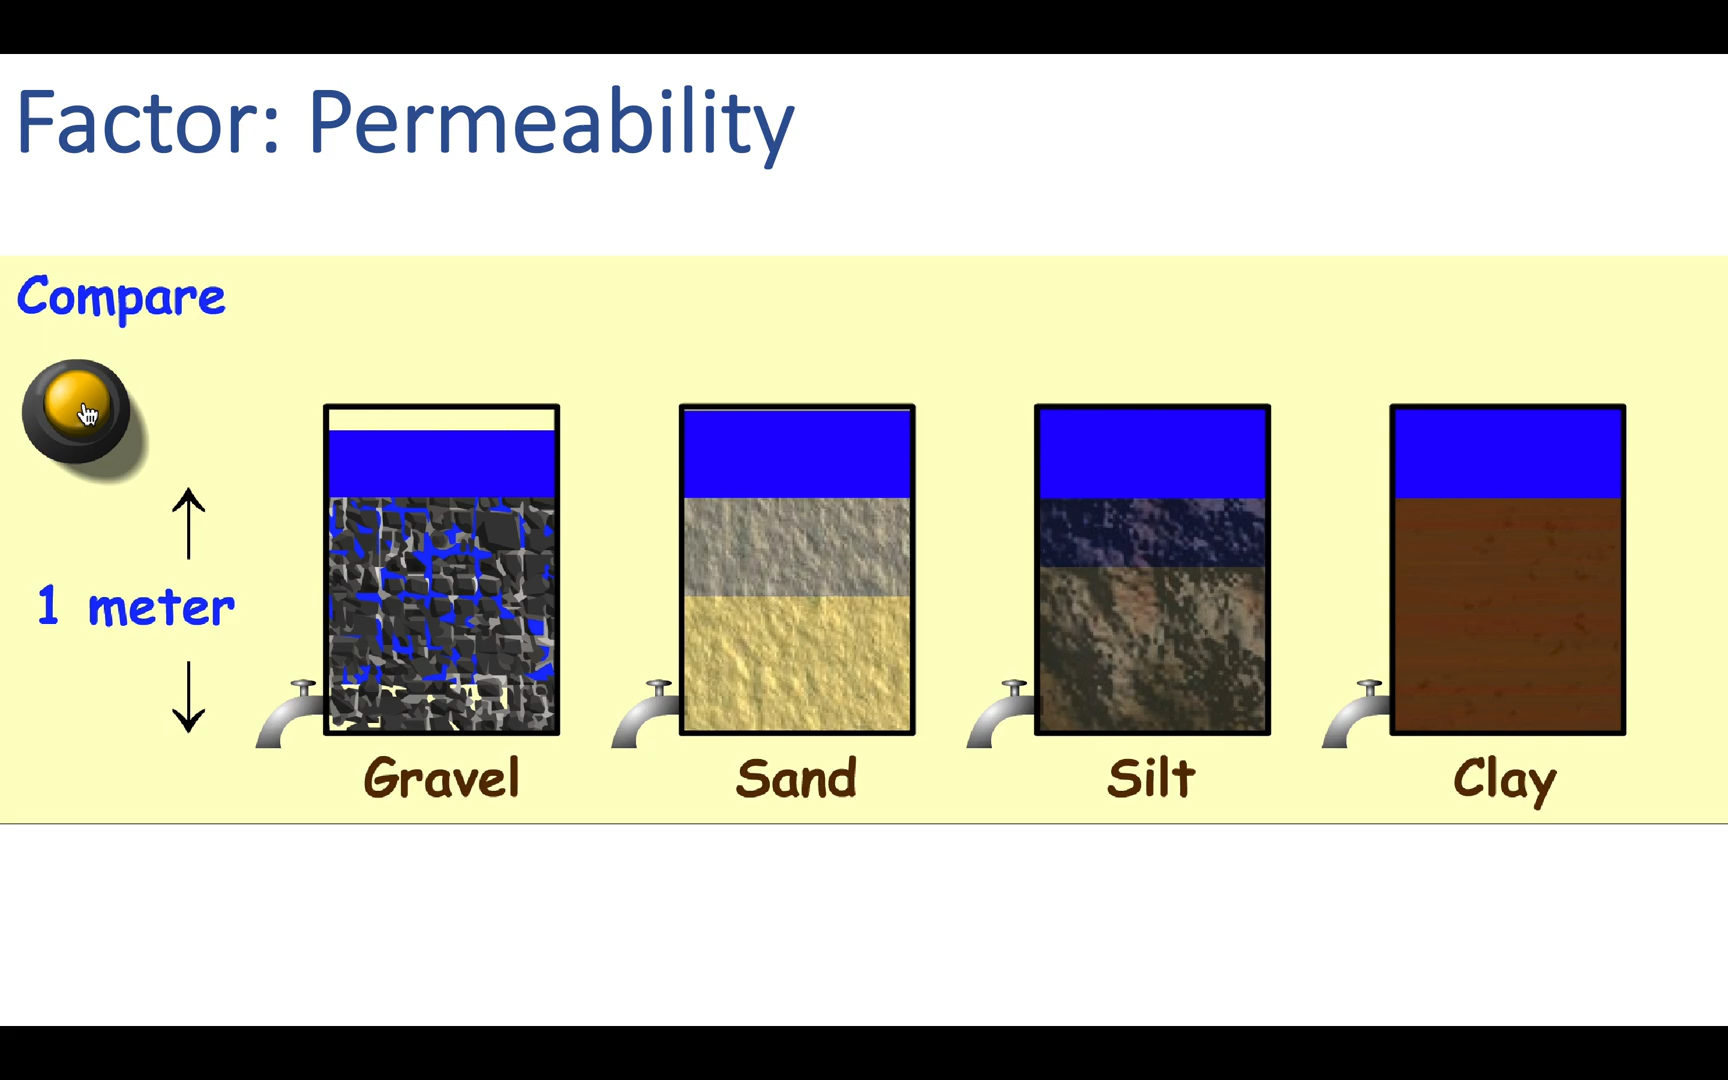 Factor: Permeability
Compare
1 meter
Gravel
Sand
Silt
Clay